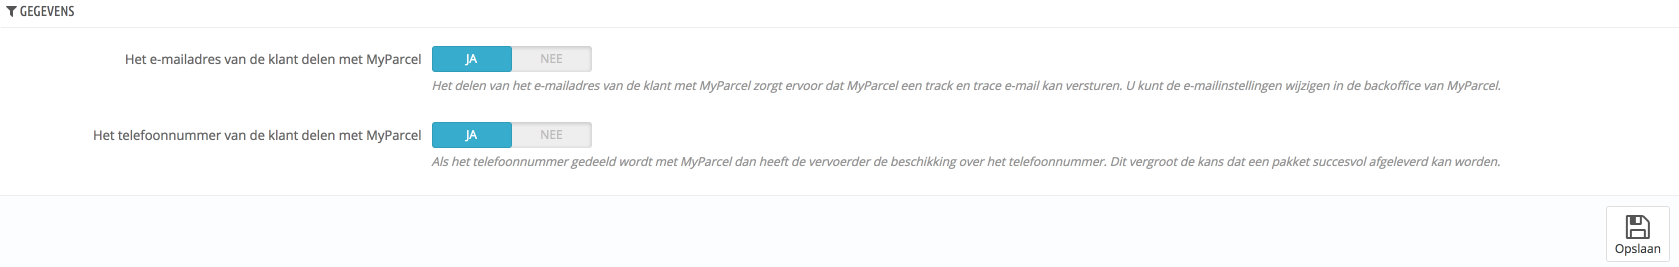 GEGEVENS
Het e-mailadres van de klant delen met MyParcel JA NEE
Het delen van het e-mailadres van de klant met MyParcel zorgt ervoor dat MyParcel een track en trace e-mail kan versturen. U kunt de e-mailinstellingen wijzigen in de backoffice van MyParcel.
Het telefoonnummer van de klant delen met MyParcel JA NEE
Als het telefoonnummer gedeeld wordt met MyParcel dan heeft de vervoerder de beschikking over het telefoonnummer. Dit vergroot de kans dat een pakket succesvol afgeleverd kan worden.
Opslaan